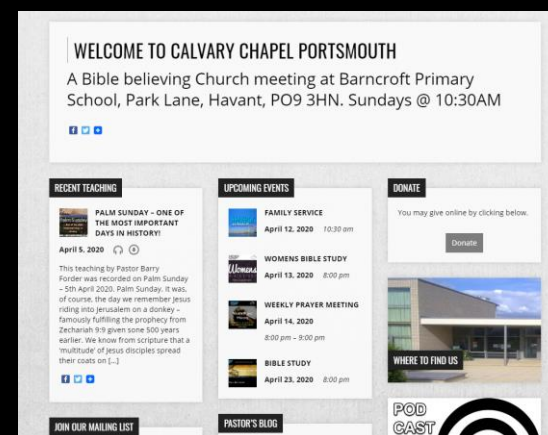 WELCOME TO CALVARY CHAPEL PORTSMOUTH
A Bible believing Church meeting at Barncroft Primary
School, Park Lane, Havant, PO9 3HN. Sundays @ 10:30AM
RECENT TEACHING
PALM SUNDAY – ONE OF
THE MOST IMPORTANT
DAYS IN HISTORY!
April 5, 2020
This teaching by Pastor Barry
Forder was recorded on Palm Sunday
– 5th April 2020. Palm Sunday. it was,
of course, the day we remember Jesus
riding into Jerusalem on a donkey –
famously fulfilling the prophecy from
Zechariah 9:9 given sone 500 years
earlier. We know from scripture that a
'multitude' of Jesus disciples spread
their coats on [...]
JOIN OUR MAILING LIST
UPCOMING EVENTS
FAMILY SERVICE
April 12, 2020 10:30 am
Womens
WOMENS BIBLE STUDY
April 13, 2020 8:00 pm
WEEKLY PRAYER MEETING
April 14, 2020
8:00 pm – 9:00 pm
BIBLE STUDY
April 23, 2020 8:00 pm
PASTOR'S BLOG
DONATE
You may give online by clicking below.
Donate
WHERE TO FIND US
POD
CAST